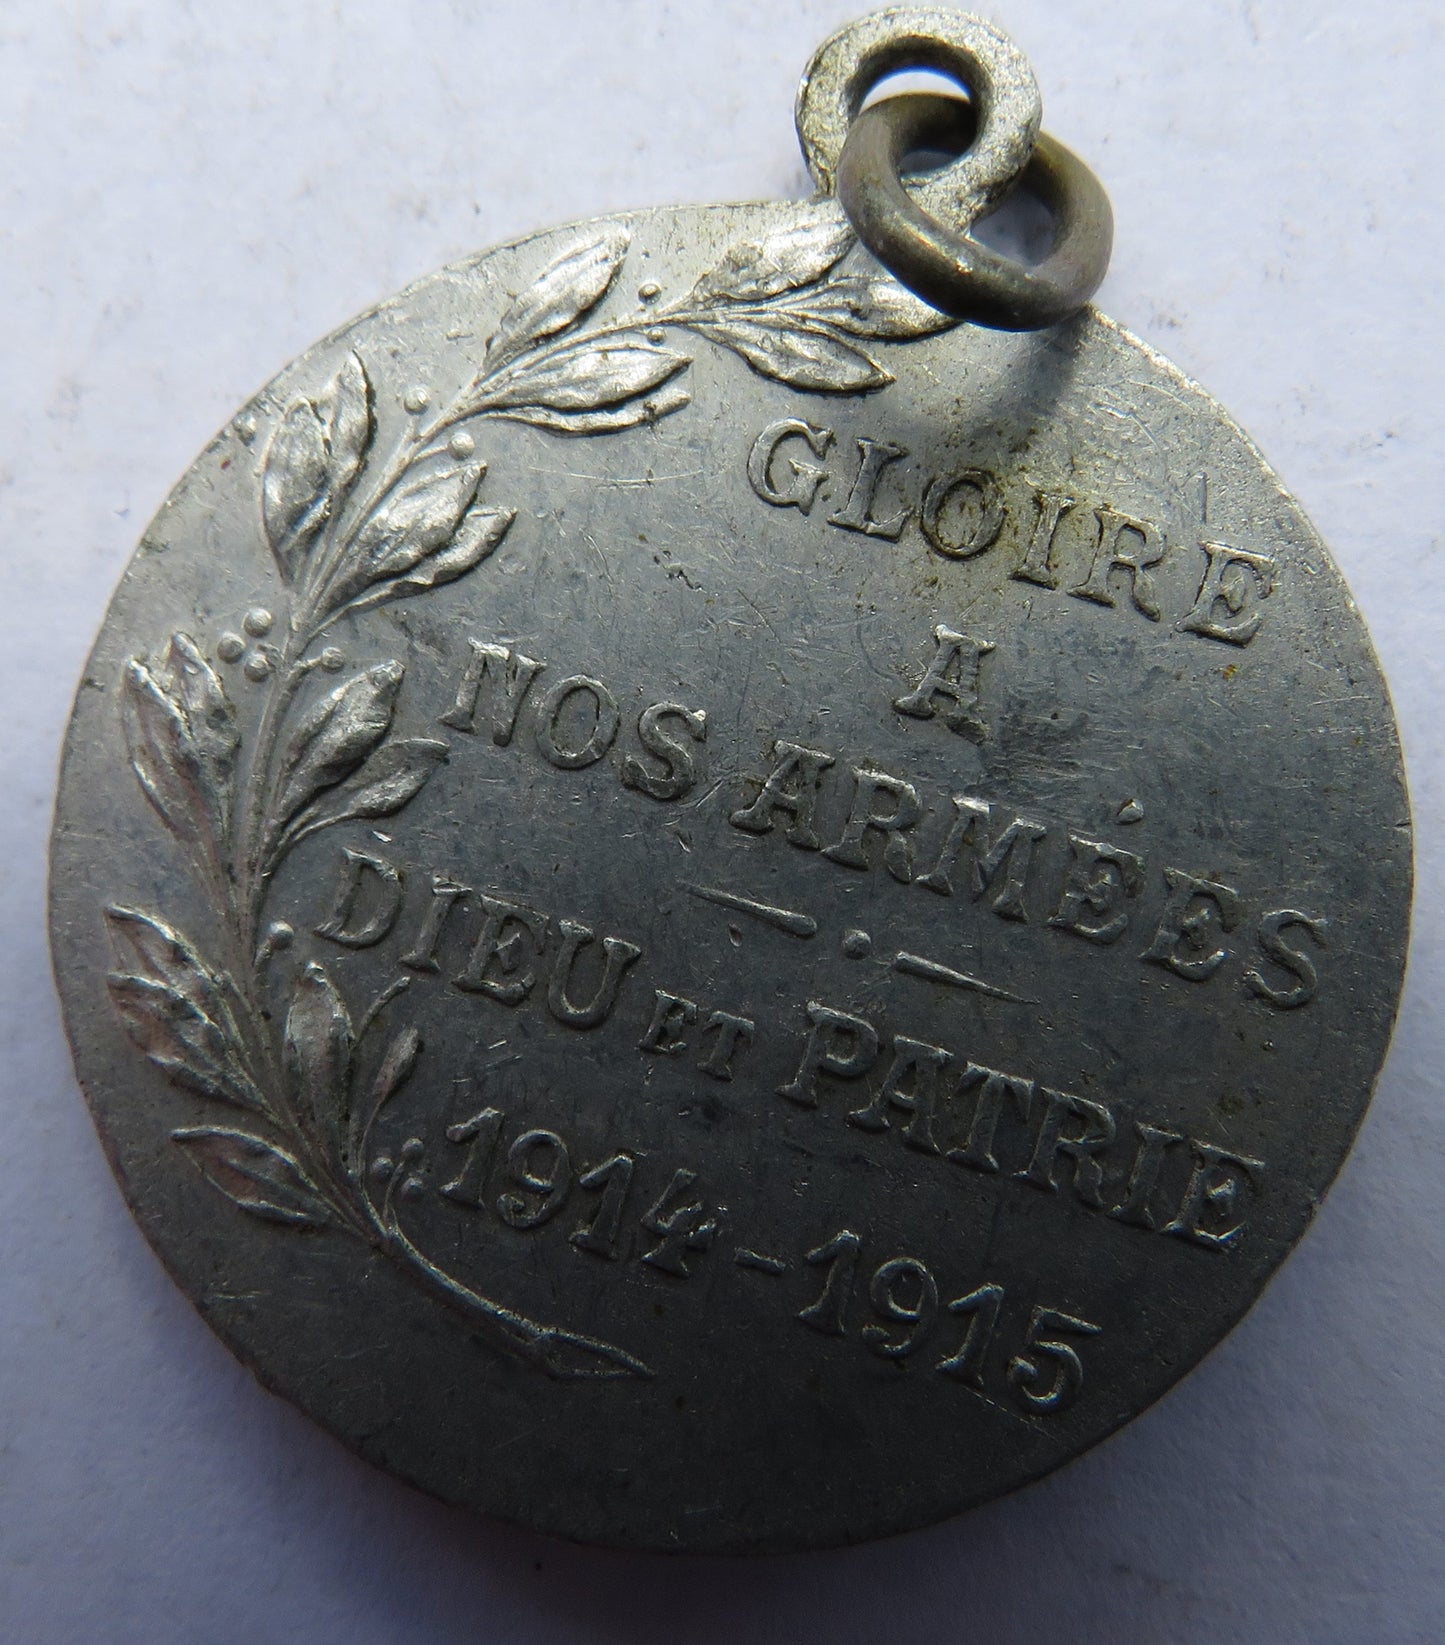 GLOIRE
A
NOS ARMÉES
DIEU ET PATRIE
1914-1915